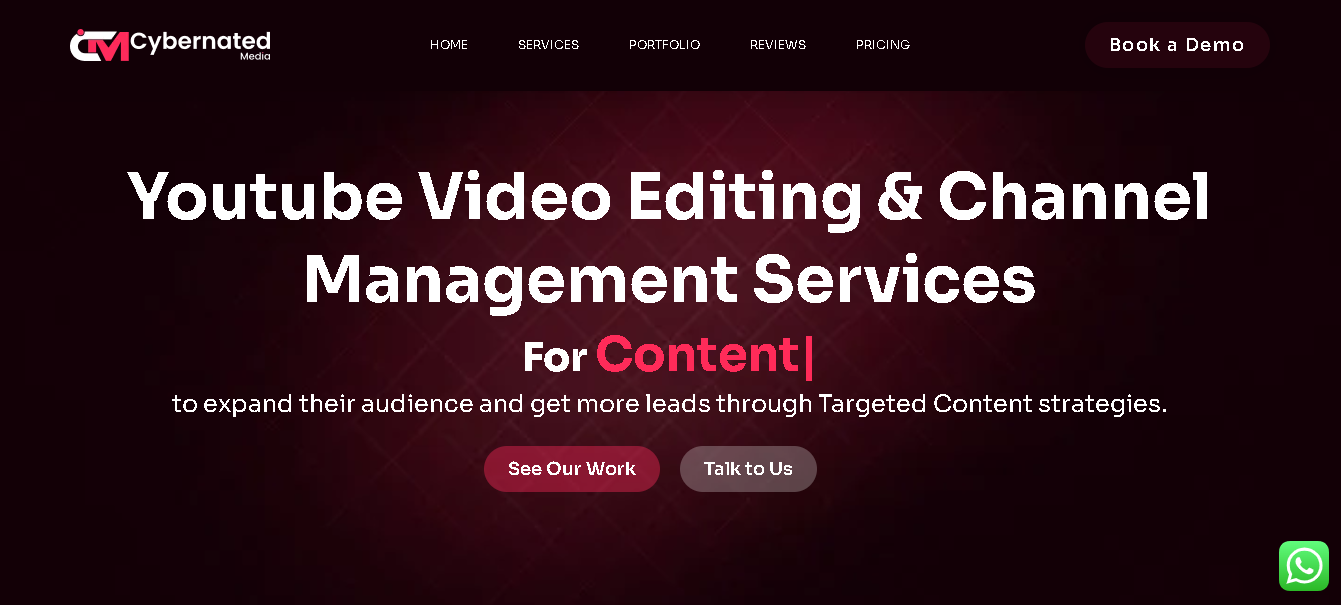 CM Cybernated
Media
HOME SERVICES PORTFOLIO REVIEWS PRICING
Book a Demo
Youtube Video Editing & Channel
Management Services
For Content|
to expand their audience and get more leads through Targeted Content strategies.
See Our Work Talk to Us